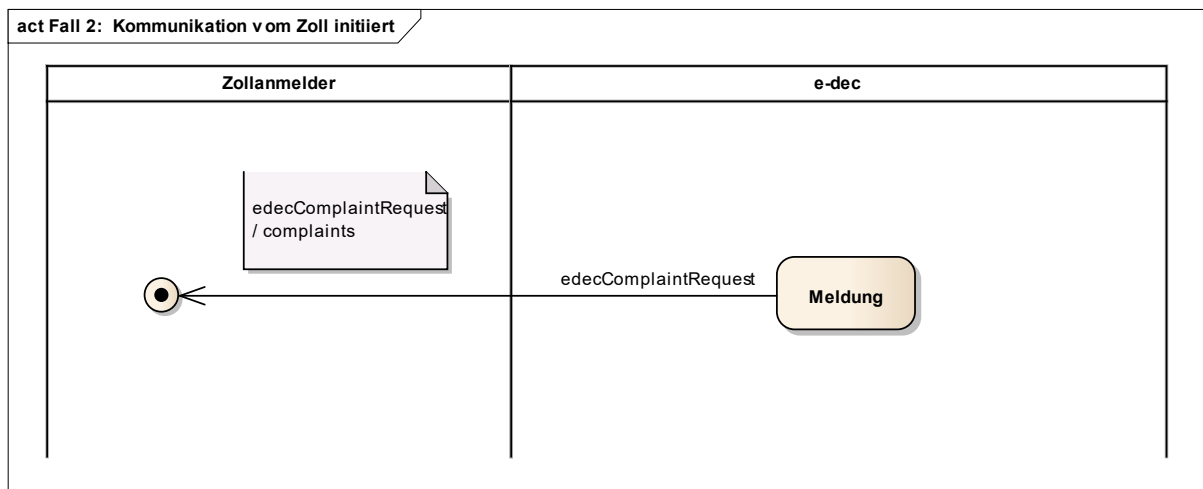 act Fall 2: Kommunikation vom Zoll initiiert
Zollanmelder
e-dec
edecComplaintRequest
/ complaints
edecComplaintRequest
Meldung